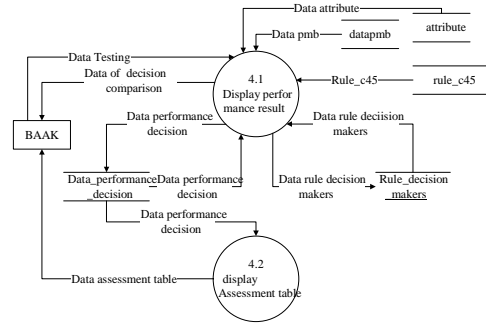 Data attribute
attribute
Data pmb
datapmb
Data Testing
4.1
Display perfor
mance result
Data of decision
comparison
Rule_c45
rule_c45
BAAK
Data performance
decision
Data rule deciision
makers
Data_performance
_decision
Data performance
decision
Data rule decision
makers
Rule_decision
makers
Data performance
decision
4.2
display
Assessment table
Data assessment table